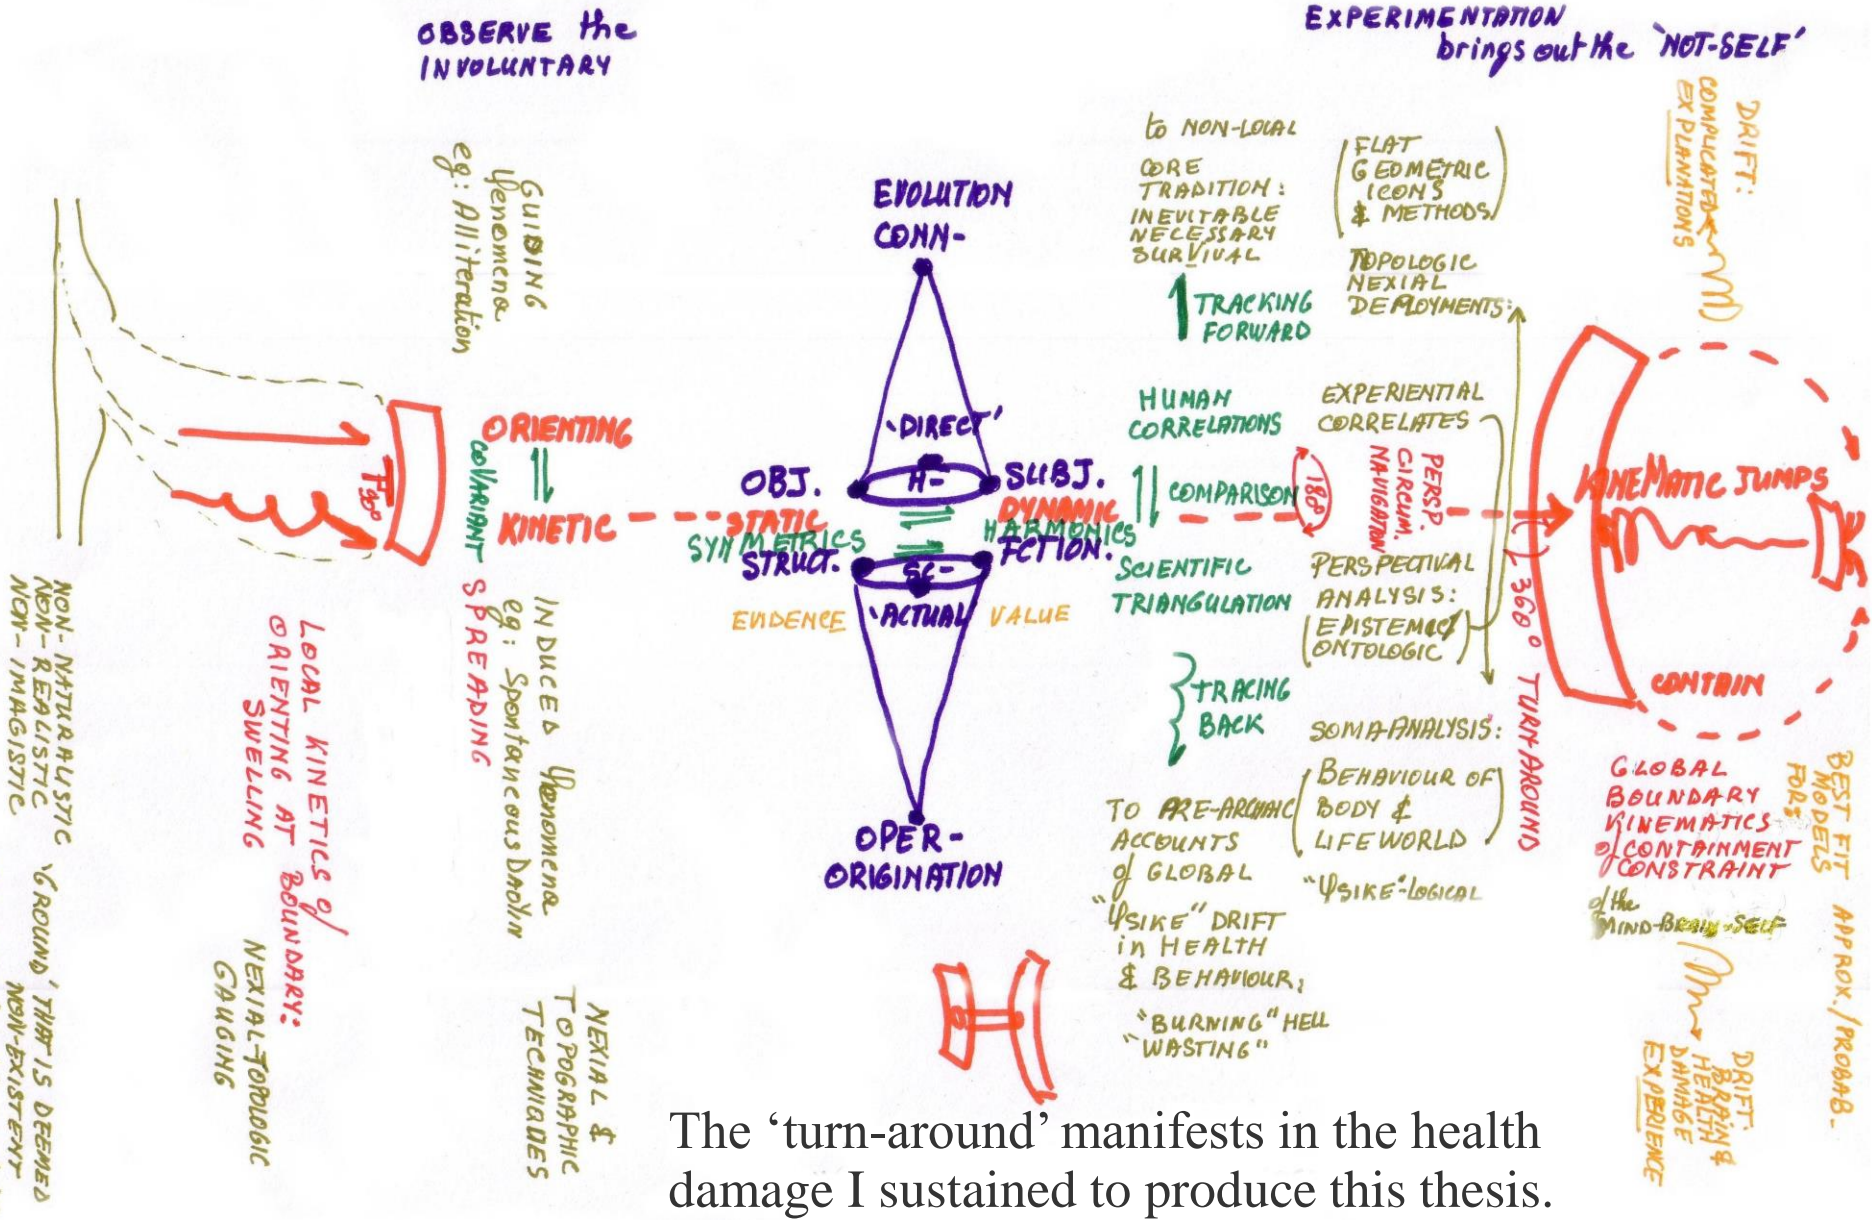 OBSERVE the
INVOLUNTARY
EXPERIMENTATION
brings out the 'NOT-SELF'
DRIFT:
COMPLICATED
EXPLANATIONS
GUIDING
Ψenomena
eg: Alliteration
EVOLUTION
CONN-
to NON-LOCAL
CORE
TRADITION:
INEVITABLE
NECESSARY
SURVIVAL
FLAT
GEOMETRIC
ICONS
& METHODS
TOPOLOGIC
NEXIAL
DEPLOYMENTS:
TRACKING
FORWARD
ORIENTING
COVARIANT
KINETIC
'DIRECT'
H-
OBJ.
SUBJ.
STATIC
DYNAMIC
SYMMETRICS
HARMONICS
STRUCT.
FCTION.
SC-
'ACTUAL'
EVIDENCE
VALUE
HUMAN
CORRELATIONS
COMPARISON
180°
SCIENTIFIC
TRIANGULATION
EXPERIENTIAL
CORRELATES
PERSP.
CIRCUM.
NAVIGATION
PERSPECTIVAL
ANALYSIS:
(EPISTEMIC/
ONTOLOGIC)
KINEMATIC JUMPS
CONTAIN
360° TURN AROUND
SPREADING
INDUCED Ψenomena
eg: Spontaneous Daoyin
NON-NATURALISTIC 'GROUND' THAT IS DEEMED
NON-REALISTIC
NON-IMAGISTIC NON-EXISTENT
LOCAL KINETICS of
ORIENTING AT BOUNDARY:
SWELLING
NEXIAL-TOPOLOGIC
GAUGING
NEXIAL &
TOPOGRAPHIC
TECHNIQUES
OPER-
ORIGINATION
TRACING
BACK
TO PRE-ARCHAIC
ACCOUNTS
of GLOBAL
"ΨSIKE" DRIFT
in HEALTH
& BEHAVIOUR,
"BURNING" HELL
"WASTING"
SOMA-ANALYSIS:
BEHAVIOUR OF
BODY &
LIFEWORLD
"ΨSIKE"-LOGICAL
GLOBAL
BOUNDARY
KINEMATICS
of CONTAINMENT
CONSTRAINT
of the
MIND-BRAIN-SELF
BEST FIT APPROX./PROBAB-
MODELS
FOR:
DRIFT-
BRAIN &
HEALTH
DAMAGE
EXPERIENCE
The ‘turn-around’ manifests in the health
damage I sustained to produce this thesis.